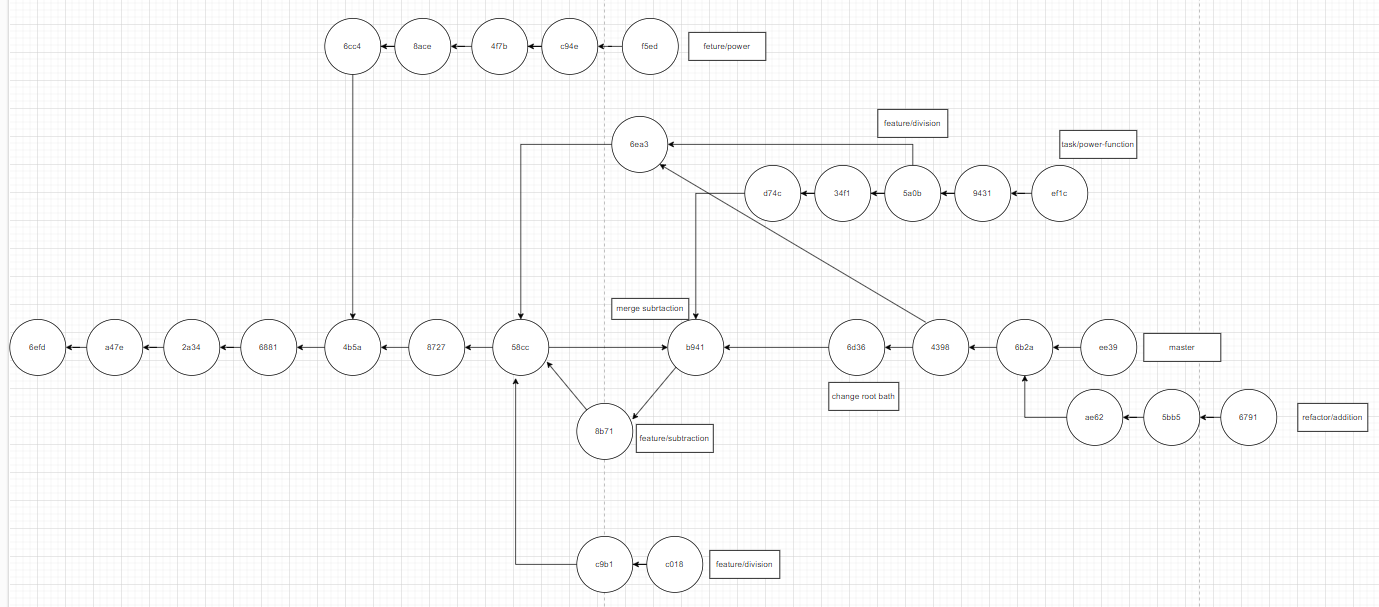 6cc4
8ace
4f7b
c94e
f5ed
feture/power
feature/division
6ea3
task/power-function
d74c
34f1
5a0b
9431
ef1c
merge subrtaction
6efd
a47e
2a34
6881
4b5a
8727
58cc
b941
6d36
4398
6b2a
ee39
master
change root bath
ae62
5bb5
6791
refactor/addition
8b71
feature/subtraction
c9b1
c018
feature/division